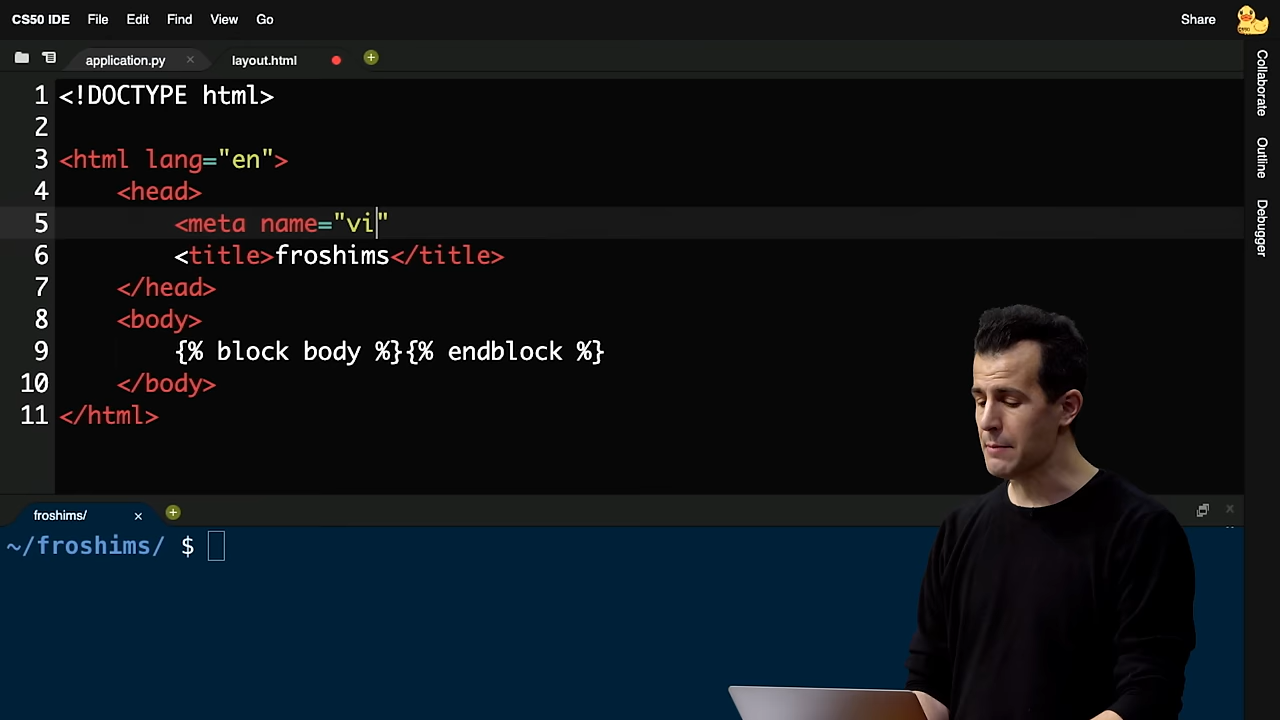 CS50 IDE File Edit Find View Go Share
application.py layout.html
1 <!DOCTYPE html>
2
3 <html lang="en">
4     <head>
5         <meta name="vi"
6         <title>froshims</title>
7     </head>
8     <body>
9         {% block body %}{% endblock %}
10     </body>
11 </html>
Collaborate
Outline
Debugger
froshims/
~/froshims/ $